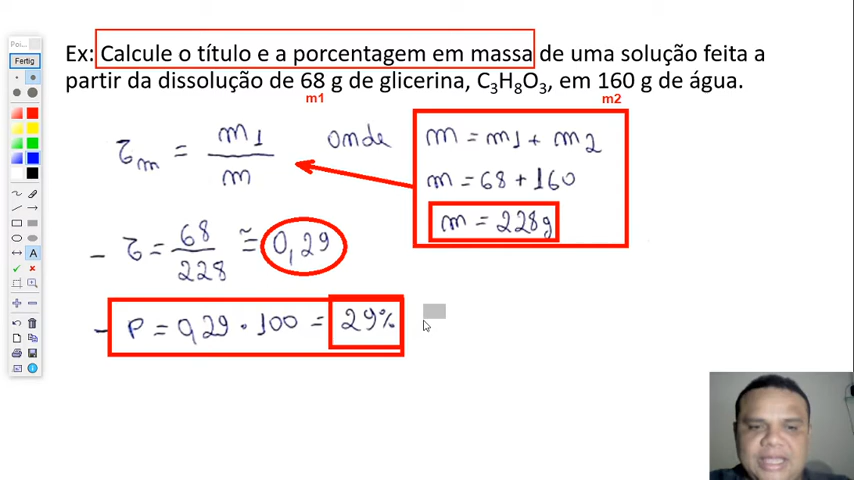 Poi...
Fertig
Ex: Calcule o título e a porcentagem em massa de uma solução feita a
partir da dissolução de 68 g de glicerina, C₃H₈O₃, em 160 g de água.
m1 m2
τm = m1/m onde m = m1 + m2
m = 68 + 160
m = 228g
- τ = 68/228 ≅ 0,29
- P = 0,29 . 100 = 29%
A